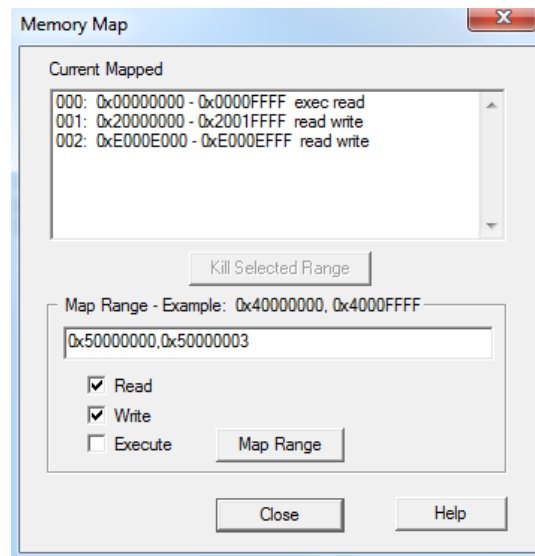 Memory Map
Current Mapped
000: 0x00000000 - 0x0000FFFF exec read
001: 0x20000000 - 0x2001FFFF read write
002: 0xE000E000 - 0xE000EFFF read write
Kill Selected Range
Map Range - Example: 0x40000000, 0x4000FFFF
0x50000000,0x50000003
Read
Write
Execute Map Range
Close Help